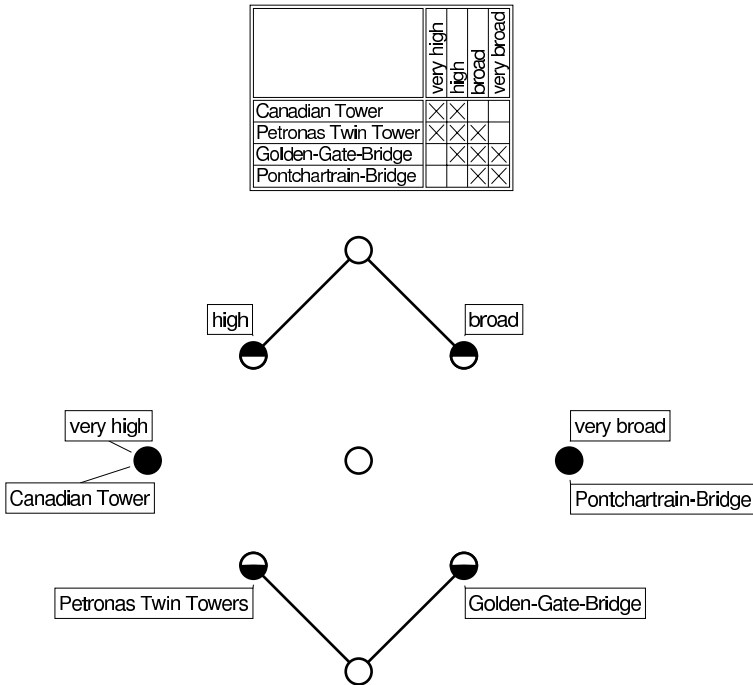 very high
high
broad
very broad
Canadian Tower
Petronas Twin Tower
Golden-Gate-Bridge
Pontchartrain-Bridge
high
broad
very high
very broad
Canadian Tower
Pontchartrain-Bridge
Petronas Twin Towers
Golden-Gate-Bridge